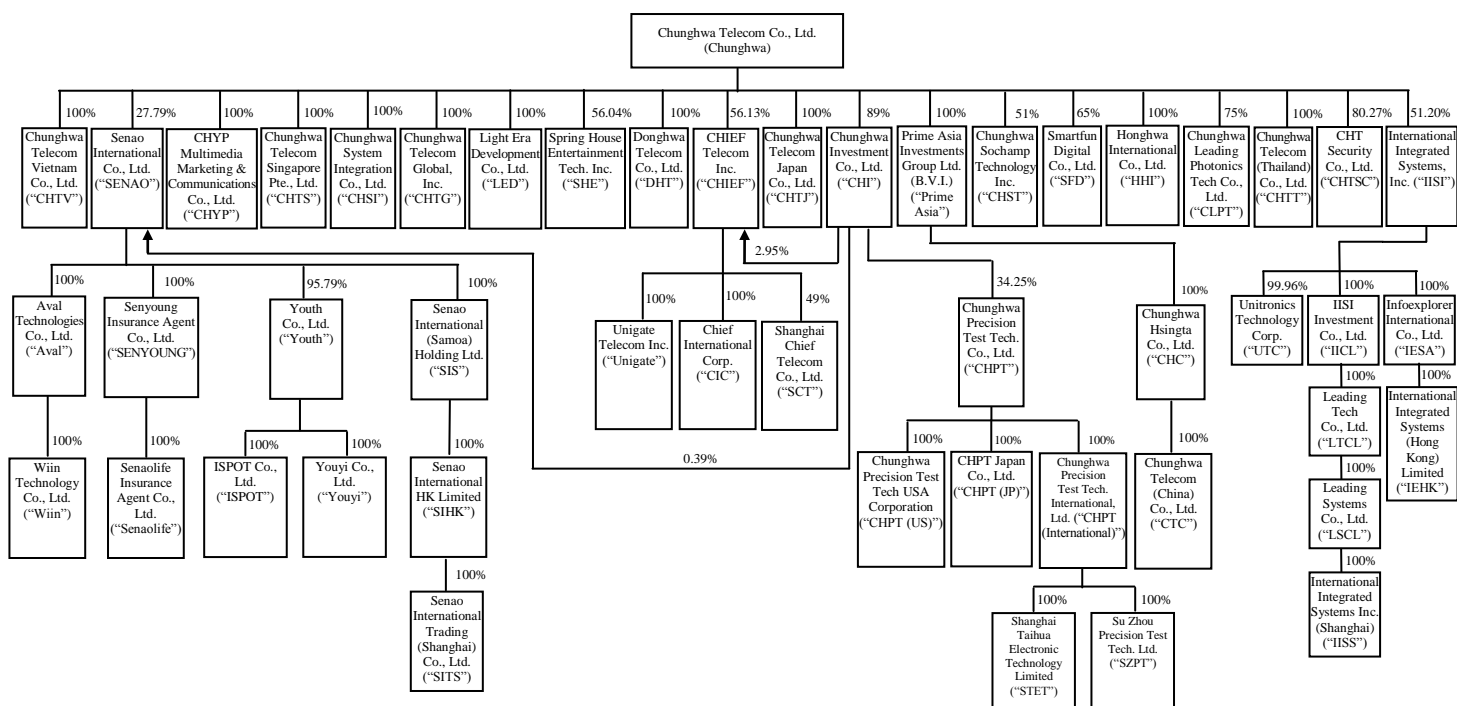 Chunghwa Telecom Co., Ltd.
(Chunghwa)
100%
27.79%
100%
100%
100%
100%
100%
56.04%
100%
56.13%
100%
89%
100%
51%
65%
100%
75%
100%
80.27%
51.20%
Chunghwa
Telecom
Vietnam
Co., Ltd.
(“CHTV”)
Senao
International
Co., Ltd.
(“SENAO”)
CHYP
Multimedia
Marketing &
Communications
Co., Ltd.
(“CHYP”)
Chunghwa
Telecom
Singapore
Pte., Ltd.
(“CHTS”)
Chunghwa
System
Integration
Co., Ltd.
(“CHSI”)
Chunghwa
Telecom
Global,
Inc.
(“CHTG”)
Light Era
Development
Co., Ltd.
(“LED”)
Spring House
Entertainment
Tech. Inc.
(“SHE”)
Donghwa
Telecom
Co., Ltd.
(“DHT”)
CHIEF
Telecom
Inc.
(“CHIEF”)
Chunghwa
Telecom
Japan
Co., Ltd.
(“CHTJ”)
Chunghwa
Investment
Co., Ltd.
(“CHI”)
Prime Asia
Investments
Group Ltd.
(B.V.I.)
(“Prime
Asia”)
Chunghwa
Sochamp
Technology
Inc.
“CHST”)
Smartfun
Digital
Co., Ltd.
(“SFD”)
Honghwa
International
Co., Ltd.
(“HHI”)
Chunghwa
Leading
Photonics
Tech Co.,
Ltd.
(“CLPT”)
Chunghwa
Telecom
(Thailand)
Co., Ltd.
(“CHTT”)
CHT
Security
Co., Ltd.
(“CHTSC”)
International
Integrated
Systems,
Inc. (“IISI”)
2.95%
0.39%
100%
100%
95.79%
100%
100%
100%
49%
34.25%
100%
99.96%
100%
100%
Aval
Technologies
Co., Ltd.
(“Aval”)
Senyoung
Insurance Agent
Co., Ltd.
(“SENYOUNG”)
Youth
Co., Ltd.
(“Youth”)
Senao
International
(Samoa)
Holding Ltd.
(“SIS”)
Unigate
Telecom Inc.
(“Unigate”)
Chief
International
Corp.
(“CIC”)
Shanghai
Chief
Telecom
Co., Ltd.
(“SCT”)
Chunghwa
Precision
Test Tech.
Co., Ltd.
(“CHPT”)
Chunghwa
Hsingta
Co., Ltd.
(“CHC”)
Unitronics
Technology
Corp.
(“UTC”)
IISI
Investment
Co., Ltd.
(“IICL”)
Infoexplorer
International
Co., Ltd.
(“IESA”)
100%
100%
100%
100%
100%
100%
100%
100%
100%
100%
100%
Wiin
Technology
Co., Ltd.
(“Wiin”)
Senaolife
Insurance
Agent Co.,
Ltd.
(“Senaolife”)
ISPOT Co.,
Ltd.
(“ISPOT”)
Youyi Co.,
Ltd.
(“Youyi”)
Senao
International
HK Limited
(“SIHK”)
Chunghwa
Precision Test
Tech USA
Corporation
(“CHPT (US)”)
CHPT Japan
Co., Ltd.
(“CHPT (JP)”)
Chunghwa
Precision
Test Tech.
International,
Ltd. (“CHPT
(International)”)
Chunghwa
Telecom
(China)
Co., Ltd.
(“CTC”)
Leading
Tech
Co., Ltd.
(“LTCL”)
International
Integrated
Systems
(Hong
Kong)
Limited
(“IEHK”)
100%
Leading
Systems
Co., Ltd.
(“LSCL”)
100%
100%
100%
100%
Senao
International
Trading
(Shanghai)
Co., Ltd.
(“SITS”)
Shanghai
Taihua
Electronic
Technology
Limited
(“STET”)
Su Zhou
Precision Test
Tech. Ltd.
(“SZPT”)
International
Integrated
Systems Inc.
(Shanghai)
(“IISS”)